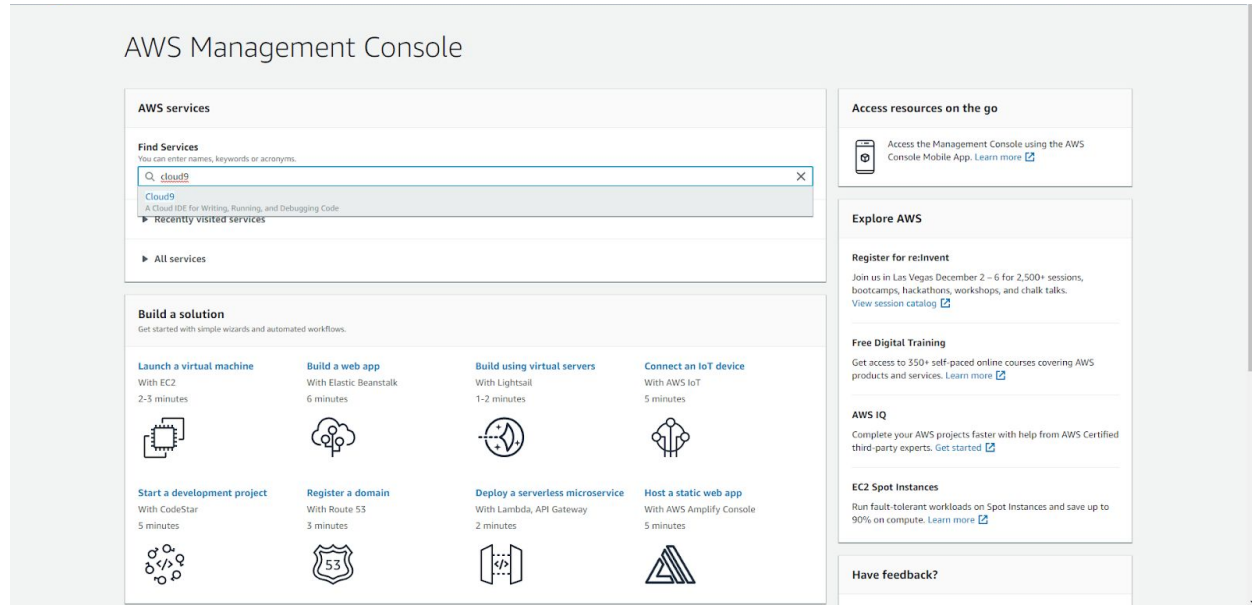 AWS Management Console
AWS services
Find Services
You can enter names, keywords or acronyms.
cloud9
Cloud9
A Cloud IDE for Writing, Running, and Debugging Code
Recently visited services
All services
Build a solution
Get started with simple wizards and automated workflows.
Launch a virtual machine
With EC2
2-3 minutes
Build a web app
With Elastic Beanstalk
6 minutes
Build using virtual servers
With Lightsail
1-2 minutes
Connect an IoT device
With AWS IoT
5 minutes
Start a development project
With CodeStar
5 minutes
Register a domain
With Route 53
3 minutes
53
Deploy a serverless microservice
With Lambda, API Gateway
2 minutes
</>
Host a static web app
With AWS Amplify Console
5 minutes
Access resources on the go
Access the Management Console using the AWS
Console Mobile App. Learn more
Explore AWS
Register for re:Invent
Join us in Las Vegas December 2 – 6 for 2,500+ sessions,
bootcamps, hackathons, workshops, and chalk talks.
View session catalog
Free Digital Training
Get access to 350+ self-paced online courses covering AWS
products and services. Learn more
AWS IQ
Complete your AWS projects faster with help from AWS Certified
third-party experts. Get started
EC2 Spot Instances
Run fault-tolerant workloads on Spot Instances and save up to
90% on compute. Learn more
Have feedback?